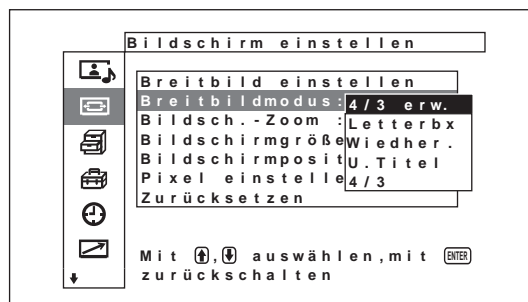 Bildschirm einstellen
Breitbild einstellen
Breitbildmodus: 4/3 erw.
Bildsch.-Zoom : Letterbx
Bildschirmgröße Wiedher.
Bildschirmposit U.Titel
Pixel einstelle 4/3
Zurücksetzen
Mit ↑,↓ auswählen,mit ENTER
zurückschalten